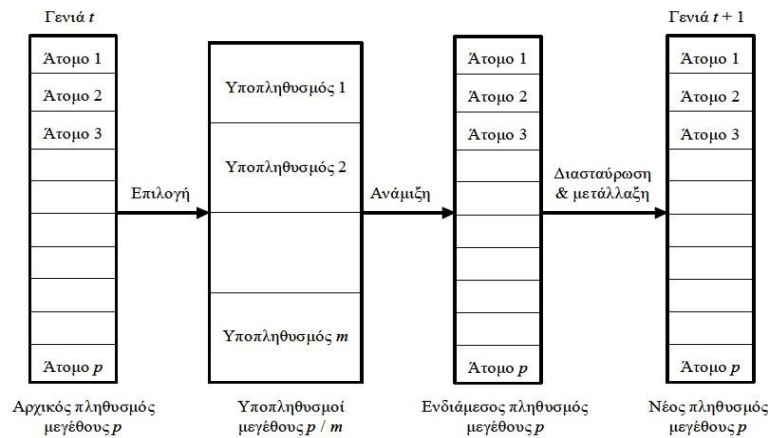 Γενιά t
Άτομο 1
Άτομο 2
Άτομο 3
Άτομο p
Αρχικός πληθυσμός
μεγέθους p
Επιλογή
Υποπληθυσμός 1
Υποπληθυσμός 2
Υποπληθυσμός m
Υποπληθυσμοί
μεγέθους p / m
Ανάμιξη
Άτομο 1
Άτομο 2
Άτομο 3
Άτομο p
Ενδιάμεσος πληθυσμός
μεγέθους p
Διασταύρωση
& μετάλλαξη
Γενιά t + 1
Άτομο 1
Άτομο 2
Άτομο 3
Άτομο p
Νέος πληθυσμός
μεγέθους p